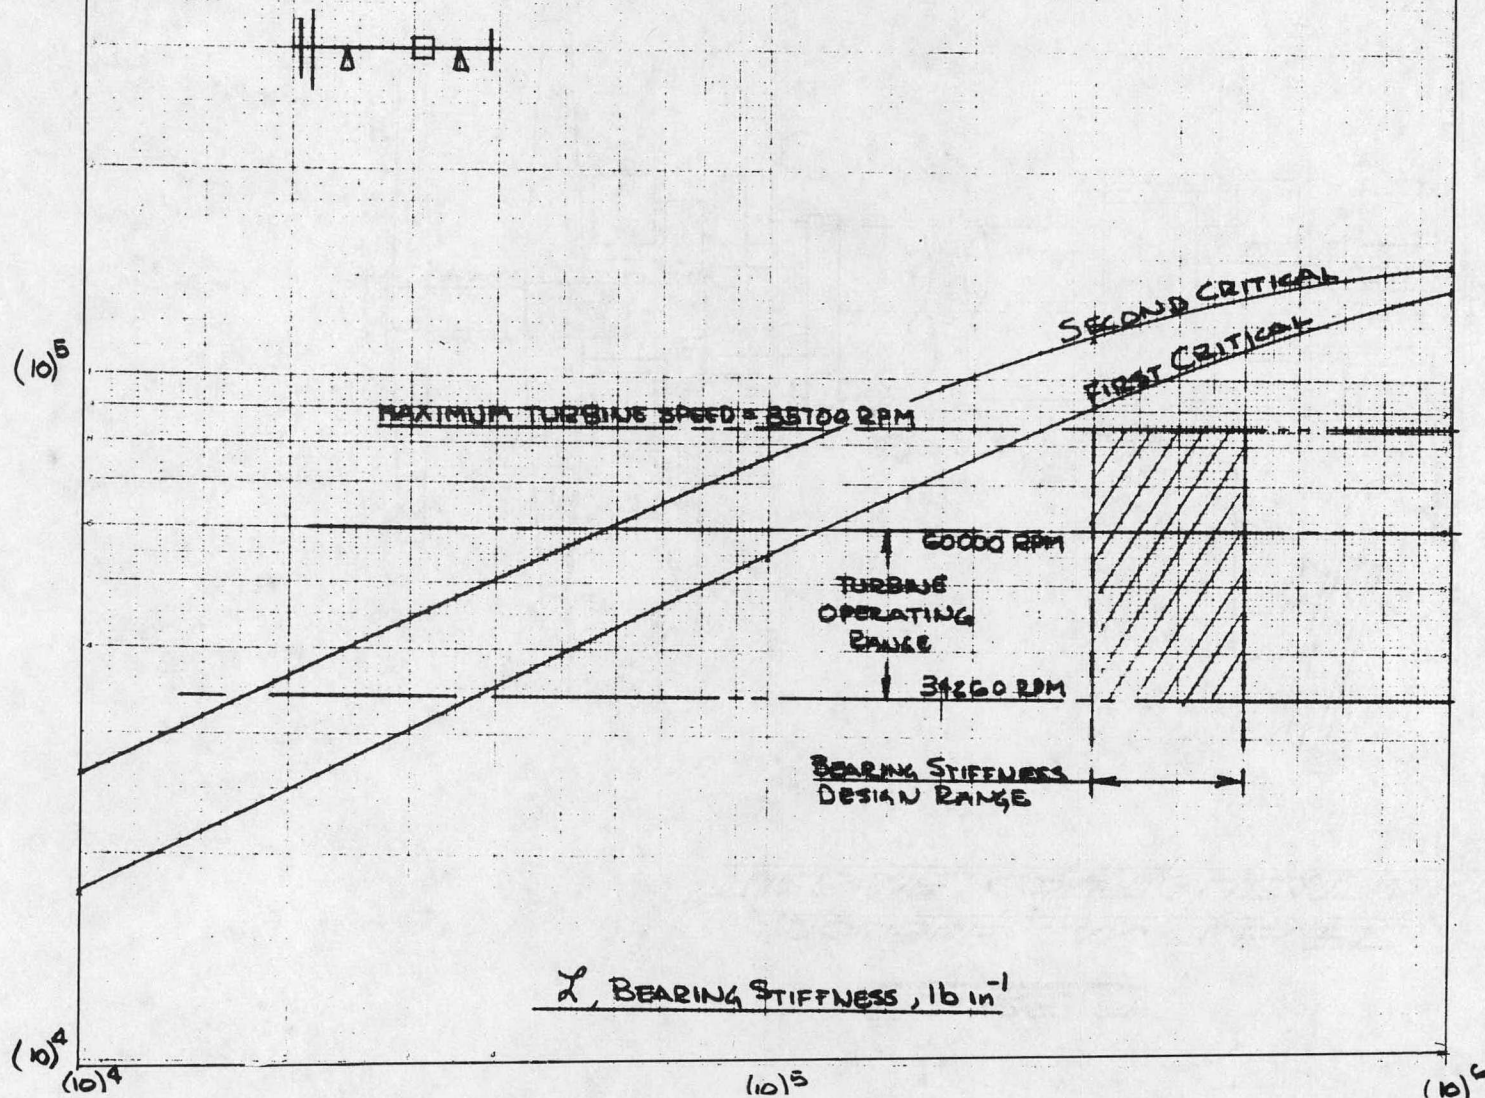 SECOND CRITICAL
FIRST CRITICAL
(10)⁵
MAXIMUM TURBINE SPEED = 85700 RPM
60000 RPM
TURBINE
OPERATING
RANGE
34260 RPM
BEARING STIFFNESS
DESIGN RANGE
BEARING STIFFNESS, lb in⁻¹
(10)⁴
(10)⁴
(10)⁵
(10)⁶